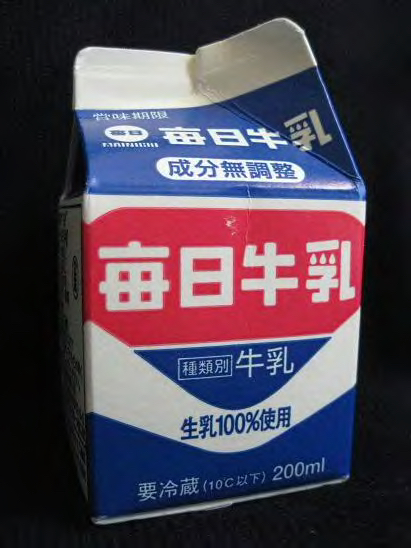 賞味期限
毎日 毎日牛乳
MAINICHI
成分無調整
毎日牛乳
種類別 牛乳
生乳100%使用
要冷蔵(10℃以下) 200ml